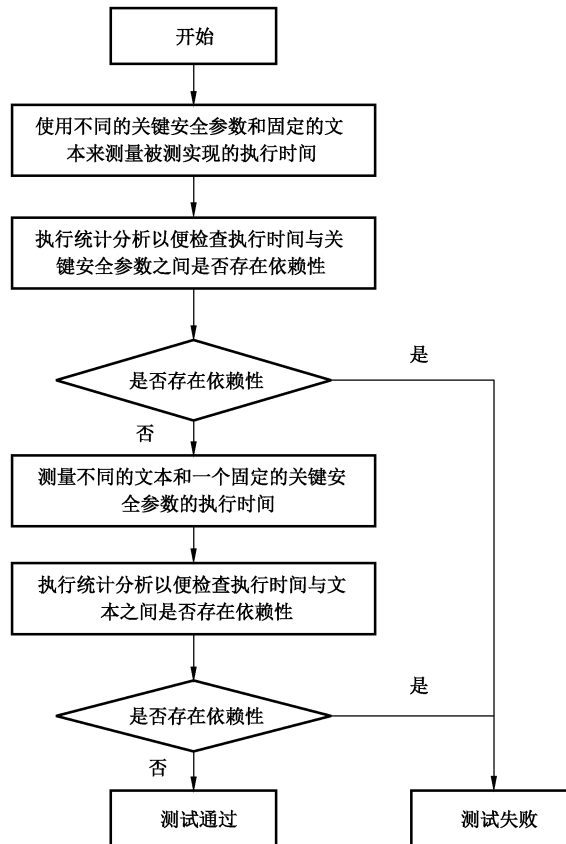 开始
使用不同的关键安全参数和固定的文
本来测量被测实现的执行时间
执行统计分析以便检查执行时间与关
键安全参数之间是否存在依赖性
是
是否存在依赖性
否
测量不同的文本和一个固定的关键安
全参数的执行时间
执行统计分析以便检查执行时间与文
本之间是否存在依赖性
是
是否存在依赖性
否
测试通过
测试失败